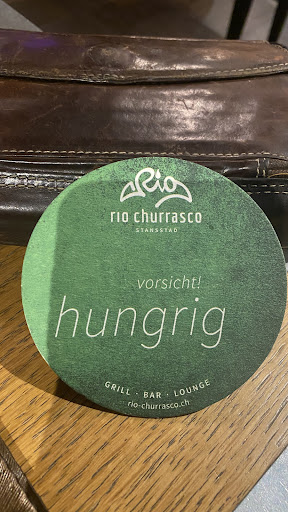 Rio
rio churrasco
STANSSTAD
vorsicht!
hungrig
GRILL · BAR · LOUNGE
rio-churrasco.ch